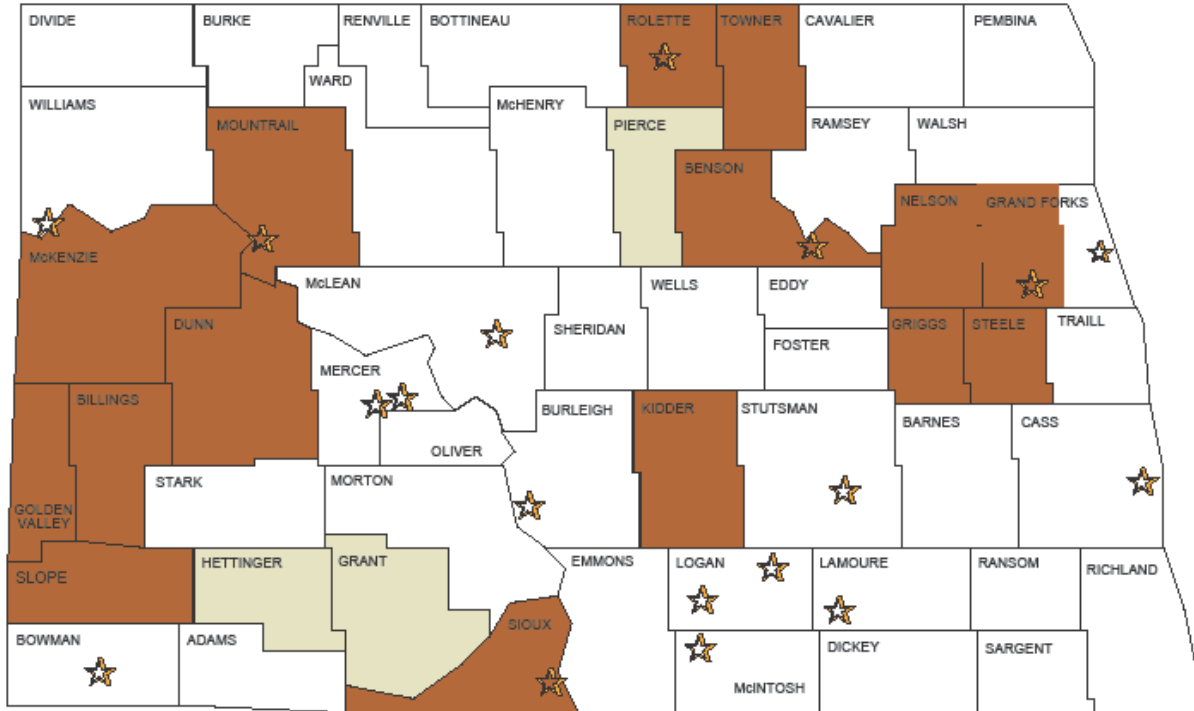 DIVIDE
BURKE
RENVILLE
BOTTINEAU
ROLETTE
TOWNER
CAVALIER
PEMBINA
WARD
WILLIAMS
McHENRY
MOUNTRAIL
PIERCE
RAMSEY
WALSH
BENSON
NELSON
GRAND FORKS
McKENZIE
McLEAN
WELLS
EDDY
DUNN
SHERIDAN
GRIGGS
STEELE
TRAILL
FOSTER
MERCER
BILLINGS
BURLEIGH
KIDDER
STUTSMAN
BARNES
CASS
OLIVER
STARK
MORTON
GOLDEN
VALLEY
HETTINGER
GRANT
EMMONS
LOGAN
LAMOURE
RANSOM
RICHLAND
SLOPE
SIOUX
BOWMAN
ADAMS
DICKEY
SARGENT
McINTOSH